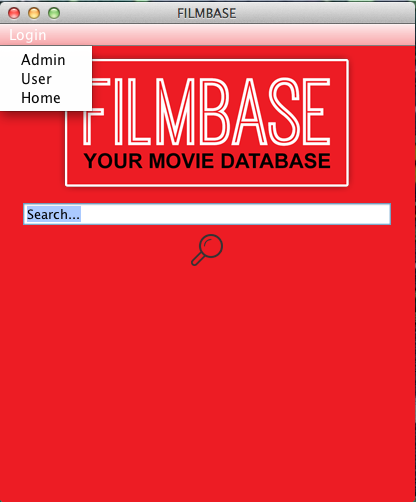 FILMBASE
Login
Admin
User
Home
FILMBASE
YOUR MOVIE DATABASE
Search...